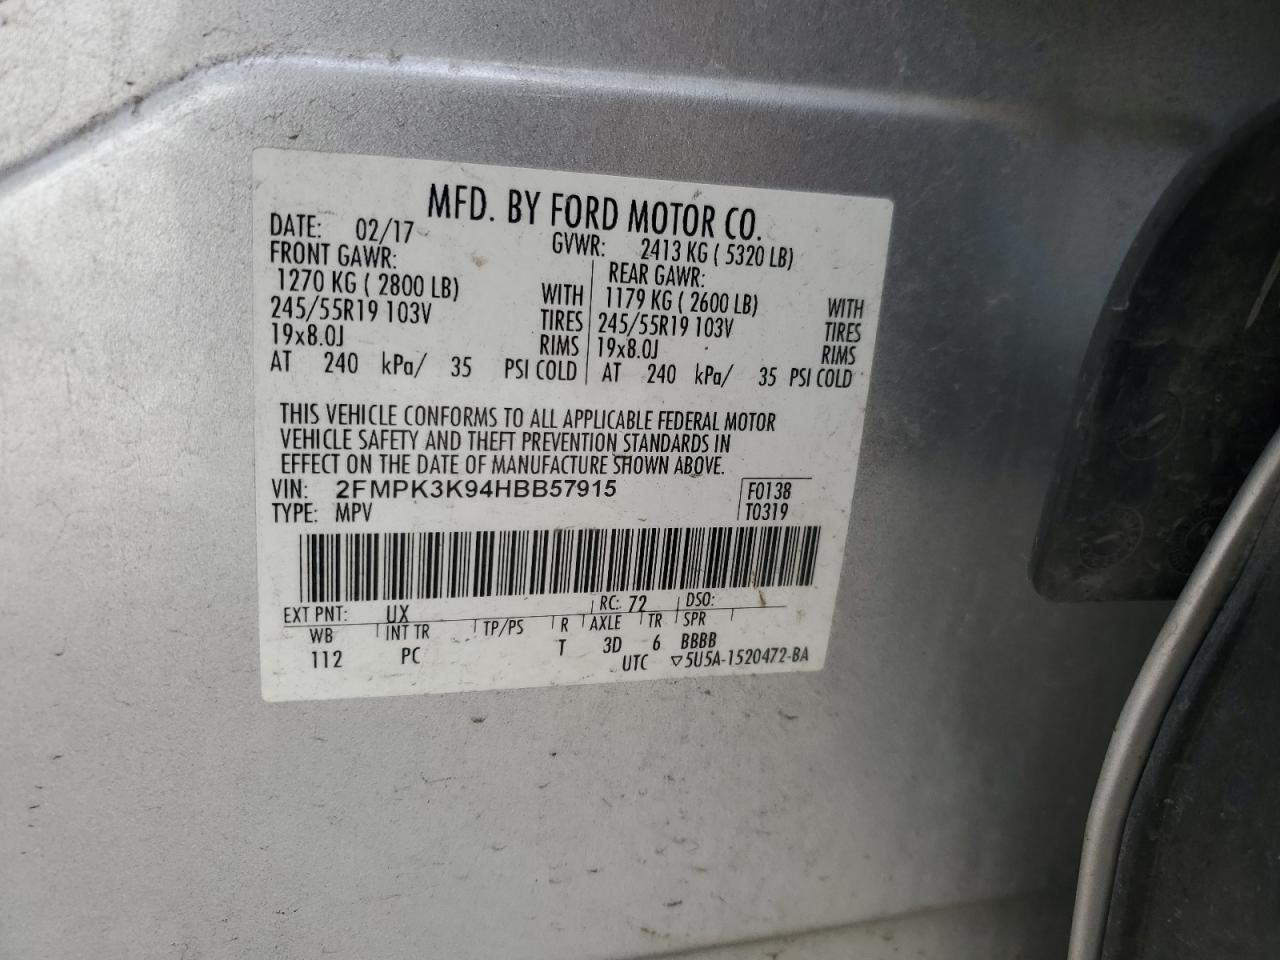 MFD. BY FORD MOTOR CO.
DATE: 02/17 GVWR: 2413 KG ( 5320 LB)
FRONT GAWR: REAR GAWR:
1270 KG ( 2800 LB) WITH 1179 KG ( 2600 LB) WITH
245/55R19 103V TIRES 245/55R19 103V TIRES
19x8.0J RIMS 19x8.0J RIMS
AT 240 kPa/ 35 PSI COLD AT 240 kPa/ 35 PSI COLD
THIS VEHICLE CONFORMS TO ALL APPLICABLE FEDERAL MOTOR
VEHICLE SAFETY AND THEFT PREVENTION STANDARDS IN
EFFECT ON THE DATE OF MANUFACTURE SHOWN ABOVE.
VIN: 2FMPK3K94HBB57915 F0138
TYPE: MPV T0319
EXT PNT: UX RC: 72 DSO:
WB INT TR TP/PS R AXLE TR SPR
112 PC T 3D 6 BBBB
UTC ▽5U5A-1520472-BA